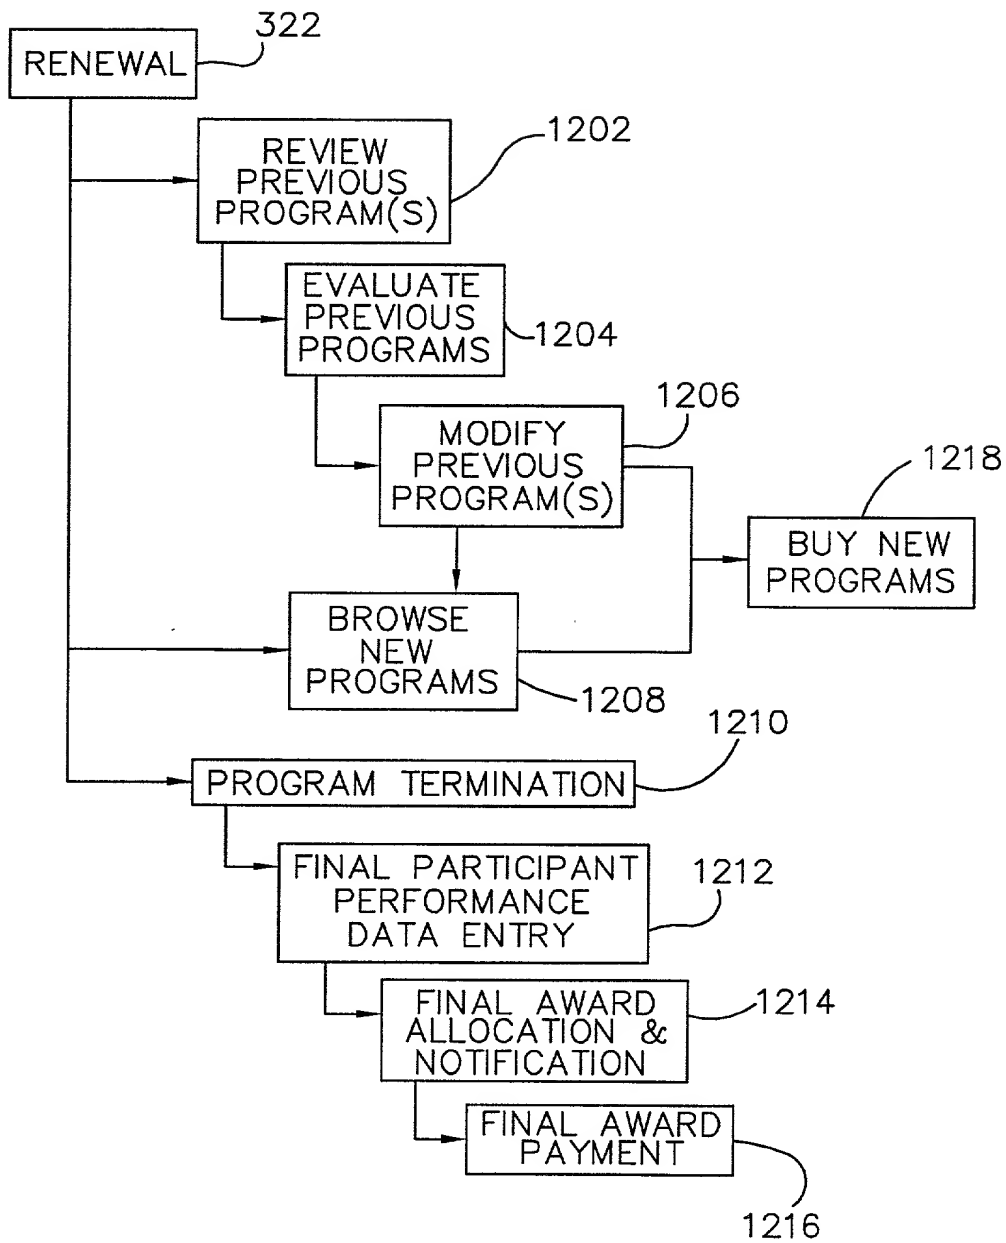 322
RENEWAL
1202
REVIEW
PREVIOUS
PROGRAM(S)
EVALUATE
PREVIOUS
PROGRAMS
1204
1206
MODIFY
PREVIOUS
PROGRAM(S)
1218
BUY NEW
PROGRAMS
BROWSE
NEW
PROGRAMS
1208
1210
PROGRAM TERMINATION
FINAL PARTICIPANT
PERFORMANCE
DATA ENTRY
1212
FINAL AWARD
ALLOCATION &
NOTIFICATION
1214
FINAL AWARD
PAYMENT
1216